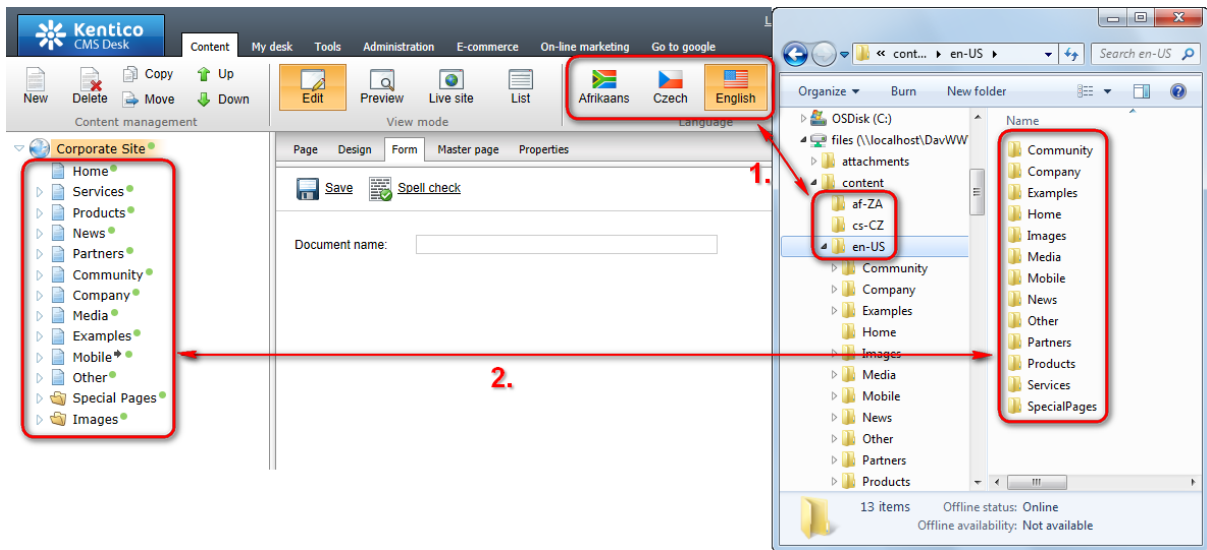 Kentico
CMS Desk
Content My desk Tools Administration E-commerce On-line marketing Go to google
New Delete Copy Move Up Down
Content management
Edit Preview Live site List
View mode
Afrikaans Czech English
Language
Corporate Site
Home
Services
Products
News
Partners
Community
Company
Media
Examples
Mobile
Other
Special Pages
Images
Page Design Form Master page Properties
Save Spell check
Document name:
1.
2.
« cont... en-US
Search en-US
Organize Burn New folder
OSDisk (C:)
files (\\localhost\DavWW
attachments
content
af-ZA
cs-CZ
en-US
Community
Company
Examples
Home
Images
Media
Mobile
News
Other
Partners
Products
Name
Community
Company
Examples
Home
Images
Media
Mobile
News
Other
Partners
Products
Services
SpecialPages
13 items Offline status: Online
Offline availability: Not available